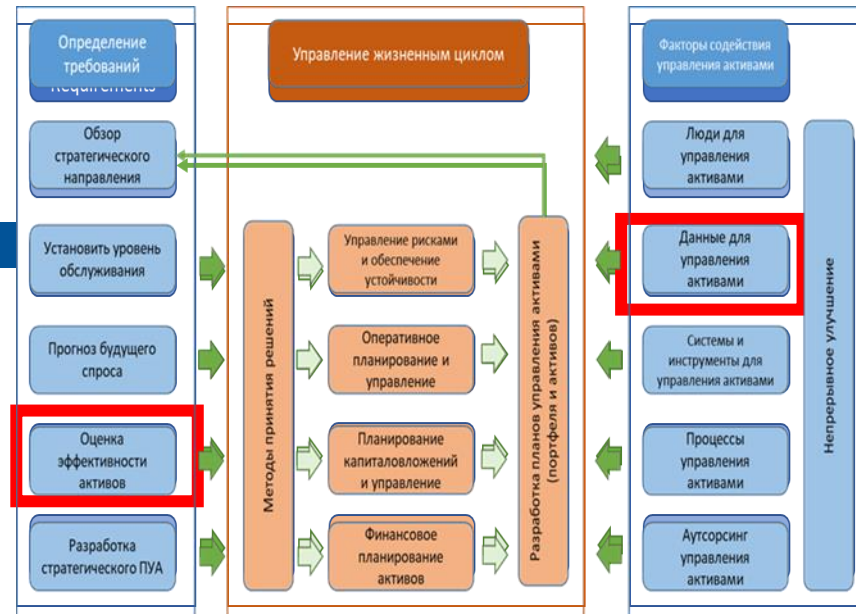 Определение
требований
Requirements
Обзор
стратегического
направления
Установить уровень
обслуживания
Прогноз будущего
спроса
Оценка
эффективности
активов
Разработка
стратегического ПУА
Управление жизненным циклом
Методы принятия решений
Управление рисками
и обеспечение
устойчивости
Оперативное
планирование и
управление
Планирование
капиталовложений
и управление
Финансовое
планирование
активов
Разработка планов управления активами
(портфеля и активов)
Факторы содействия
управления активами
Люди для
управления
активами
Данные для
управления
активами
Системы и
инструменты для
управления активами
Процессы
управления
активами
Аутсорсинг
управления
активами
Непрерывное улучшение